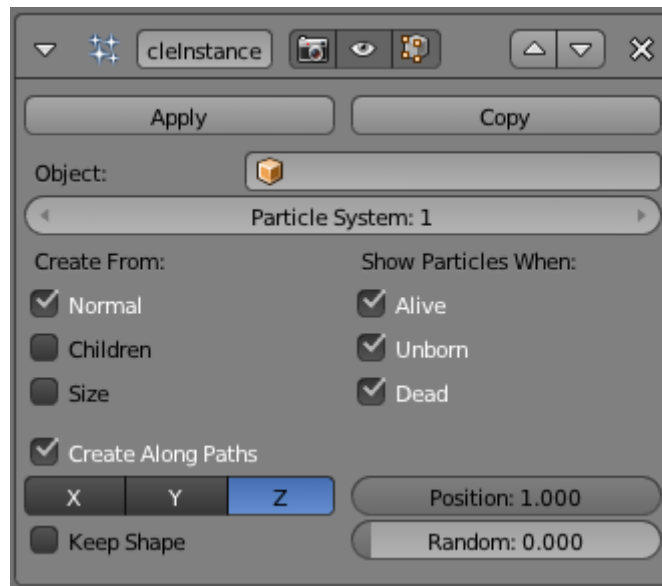 cleInstance
Apply Copy
Object:
Particle System: 1
Create From: Show Particles When:
Normal Alive
Children Unborn
Size Dead
Create Along Paths
X Y Z Position: 1.000
Keep Shape Random: 0.000